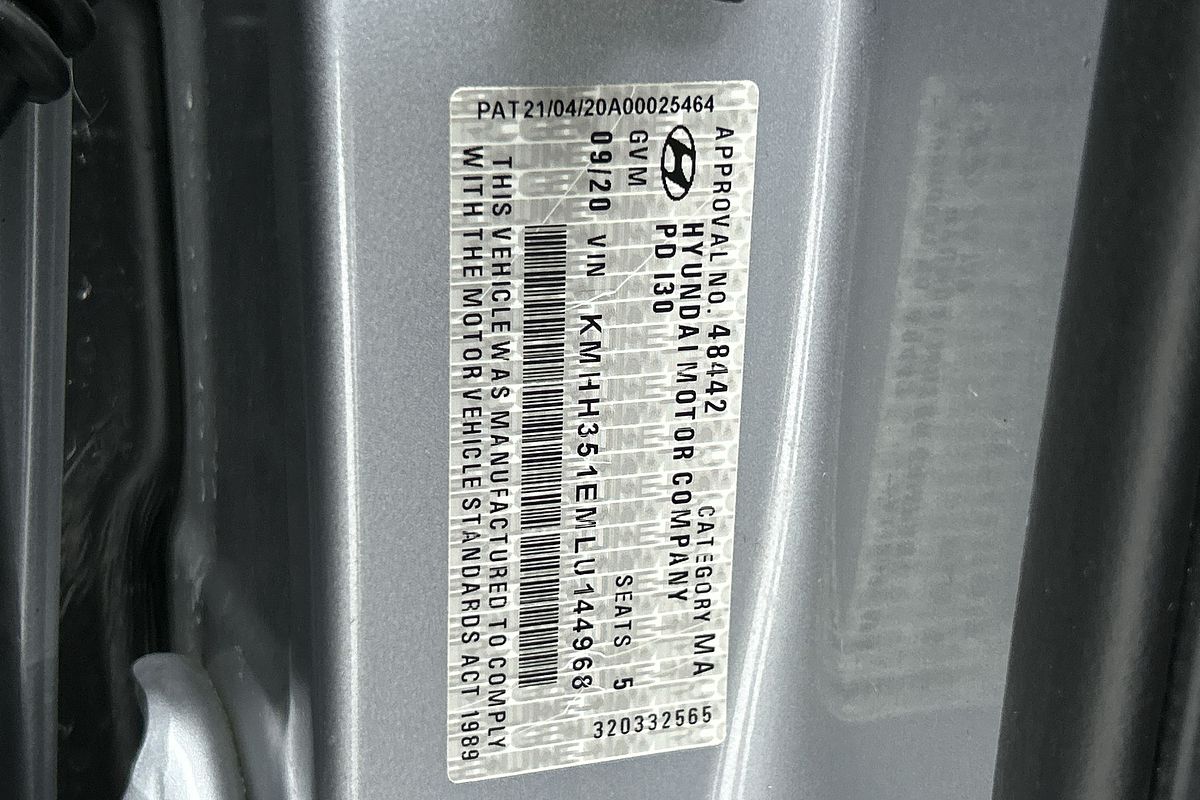 PAT21/04/20A00025464
APPROVAL NO. 48442 CATEGORY MA
HYUNDAI MOTOR COMPANY
PD I30
GVM SEATS 5
09/20 VIN KMHH351EMLU144968
THIS VEHICLE WAS MANUFACTURED TO COMPLY
WITH THE MOTOR VEHICLE STANDARDS ACT 1989
320332565